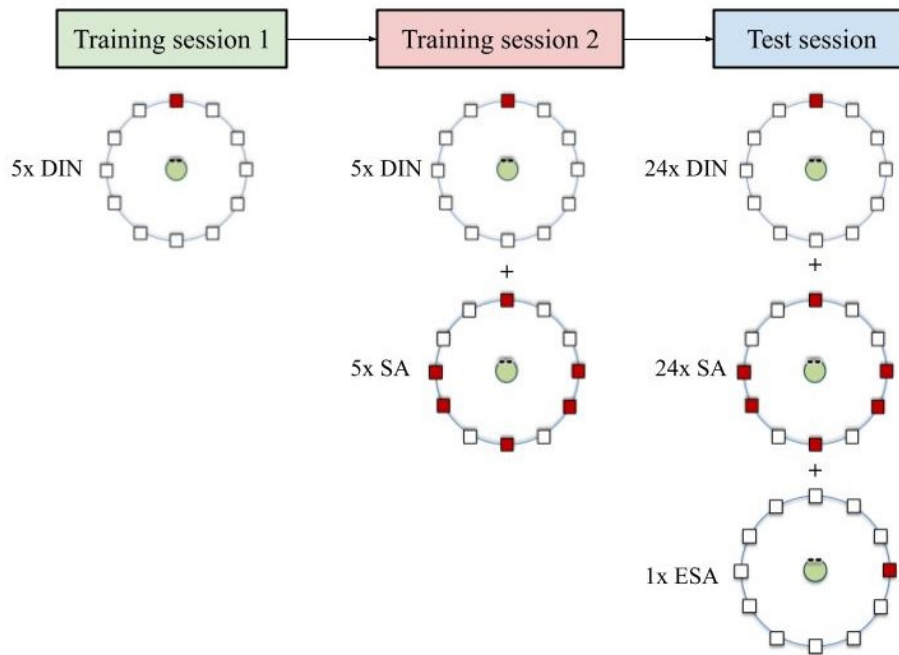 Training session 1
Training session 2
Test session
5x DIN
5x DIN
24x DIN
+
+
5x SA
24x SA
+
1x ESA